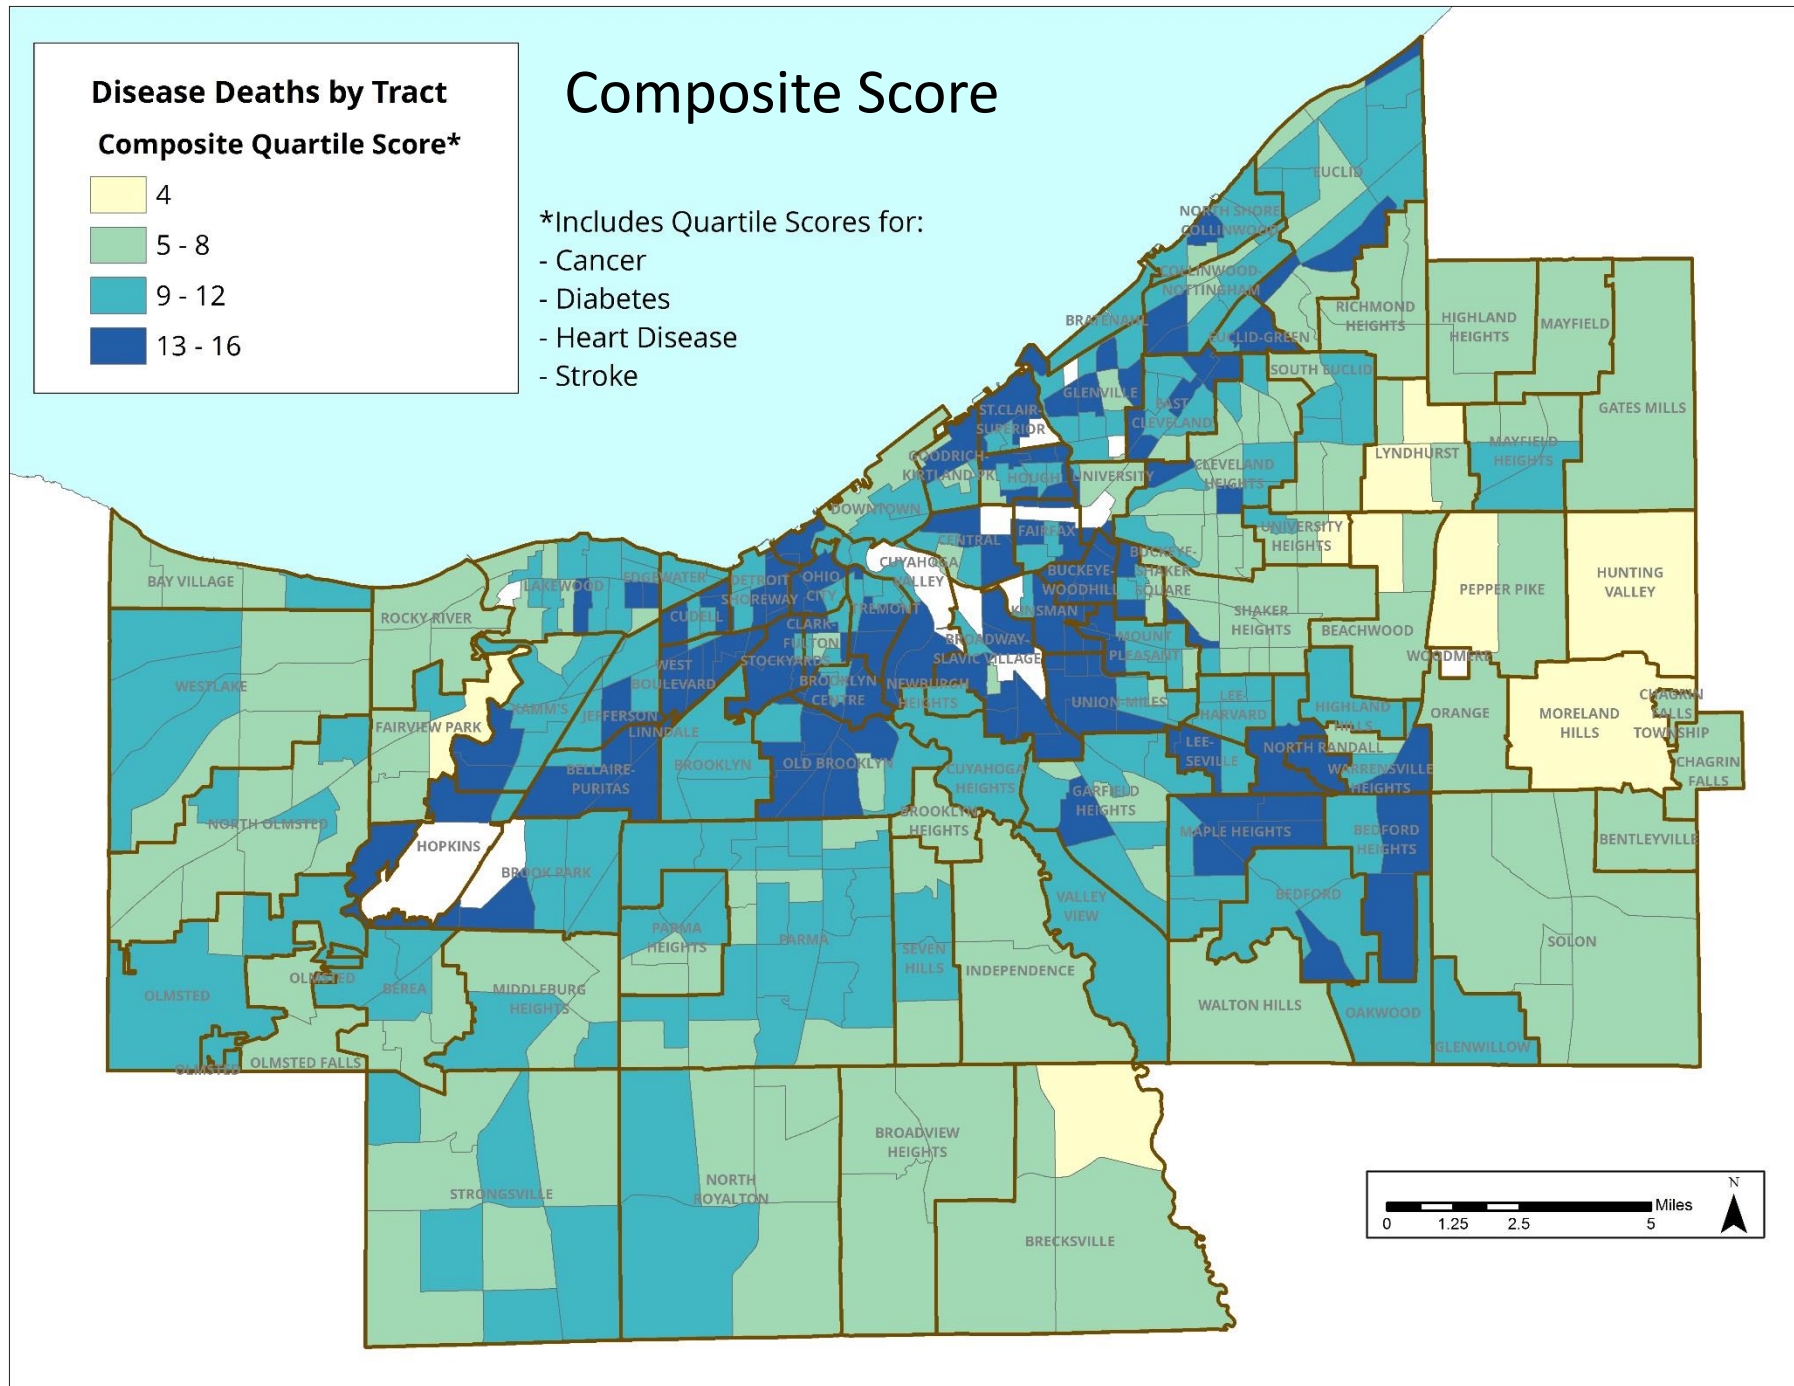 Composite Score
Disease Deaths by Tract
Composite Quartile Score*
4
5 - 8
9 - 12
13 - 16
*Includes Quartile Scores for:
- Cancer
- Diabetes
- Heart Disease
- Stroke
EUCLID
NORTH SHORE
COLLINWOOD
COLLINWOOD-
NOTTINGHAM
BRATENAHL
EUCLID-GREEN
RICHMOND
HEIGHTS
HIGHLAND
HEIGHTS
MAYFIELD
SOUTH EUCLID
GLENVILLE
EAST
CLEVELAND
ST.CLAIR-
SUPERIOR
GATES MILLS
LYNDHURST
MAYFIELD
HEIGHTS
GOODRICH-
KIRTLAND PK
HOUGH
UNIVERSITY
CLEVELAND
HEIGHTS
DOWNTOWN
CENTRAL
FAIRFAX
UNIVERSITY
HEIGHTS
CUYAHOGA
VALLEY
BUCKEYE-
SHAKER
SQUARE
BUCKEYE-
WOODHILL
BAY VILLAGE
LAKEWOOD
EDGEWATER
DETROIT
SHOREWAY
OHIO
CITY
TREMONT
KINSMAN
PEPPER PIKE
HUNTING
VALLEY
ROCKY RIVER
CUDELL
CLARK-
FULTON
SHAKER
HEIGHTS
BEACHWOOD
MOUNT
PLEASANT
BROADWAY-
SLAVIC VILLAGE
WOODMERE
WESTLAKE
WEST
BOULEVARD
STOCKYARDS
BROOKLYN
CENTRE
NEWBURGH
HEIGHTS
UNION-MILES
LEE-
HARVARD
HIGHLAND
HILLS
ORANGE
MORELAND
HILLS
CHAGRIN
FALLS
TOWNSHIP
FAIRVIEW PARK
KAMM'S
JEFFERSON
LINNDALE
BELLAIRE-
PURITAS
BROOKLYN
OLD BROOKLYN
CUYAHOGA
HEIGHTS
LEE-
SEVILLE
NORTH RANDALL
WARRENSVILLE
HEIGHTS
CHAGRIN
FALLS
GARFIELD
HEIGHTS
NORTH OLMSTED
HOPKINS
BROOK PARK
BROOKLYN
HEIGHTS
MAPLE HEIGHTS
BEDFORD
HEIGHTS
BENTLEYVILLE
BEDFORD
VALLEY
VIEW
PARMA
HEIGHTS
PARMA
SEVEN
HILLS
INDEPENDENCE
SOLON
OLMSTED
OLMSTED
BEREA
MIDDLEBURG
HEIGHTS
WALTON HILLS
OAKWOOD
GLENWILLOW
OLMSTED
OLMSTED FALLS
STRONGSVILLE
NORTH
ROYALTON
BROADVIEW
HEIGHTS
BRECKSVILLE
N
Miles
0 1.25 2.5 5